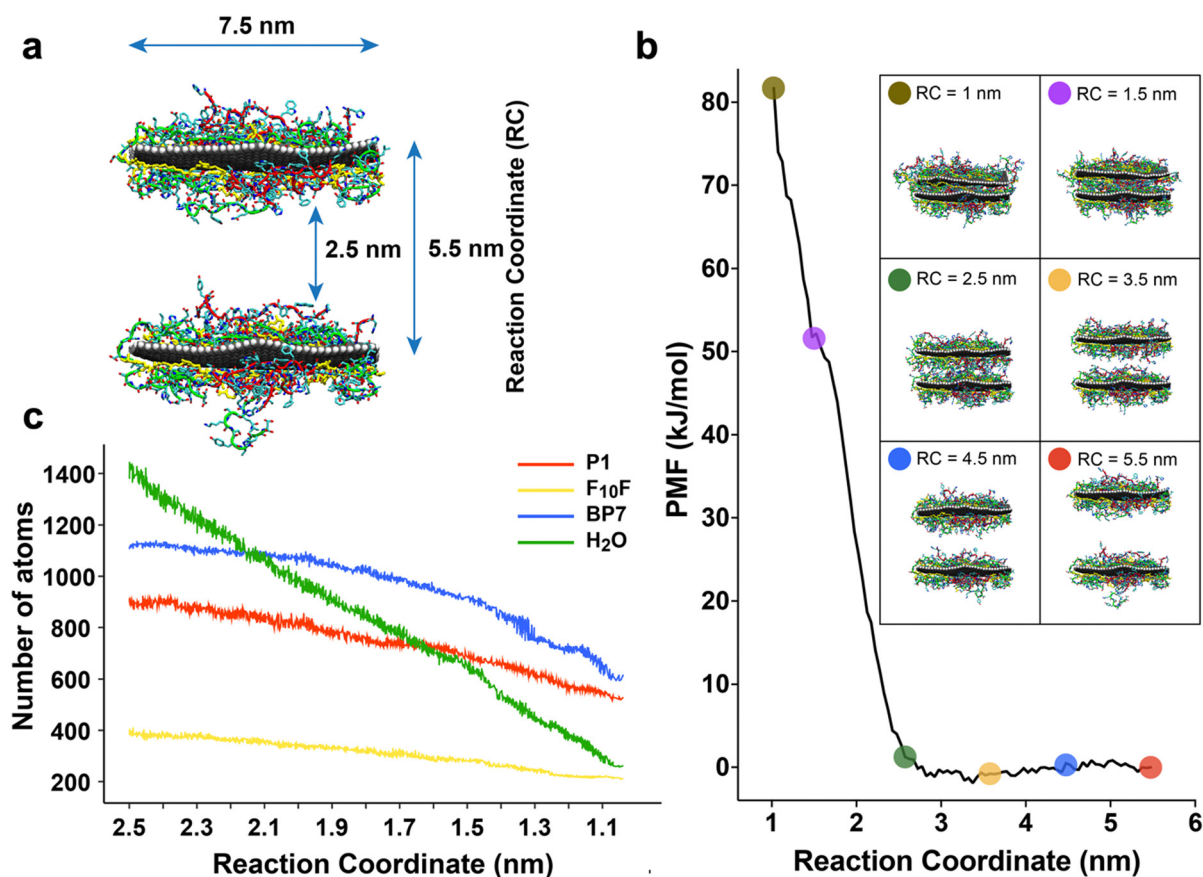 a
7.5 nm
2.5 nm
5.5 nm
Reaction Coordinate (RC)
b
80
70
60
50
40
30
20
10
0
PMF (kJ/mol)
0
1
2
3
4
5
6
Reaction Coordinate (nm)
RC = 1 nm
RC = 1.5 nm
RC = 2.5 nm
RC = 3.5 nm
RC = 4.5 nm
RC = 5.5 nm
c
P1
F₁₀F
BP7
H₂O
1400
1200
1000
800
600
400
200
Number of atoms
2.5 2.3 2.1 1.9 1.7 1.5 1.3 1.1
Reaction Coordinate (nm)